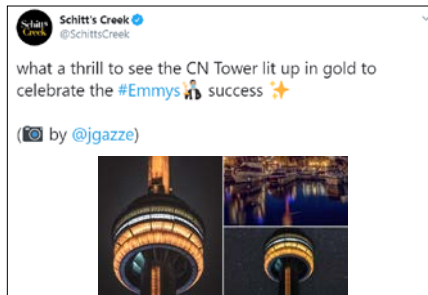 Schitt's Creek
Schitt's Creek
@SchittsCreek
what a thrill to see the CN Tower lit up in gold to
celebrate the #Emmys success
( by @jgazze)